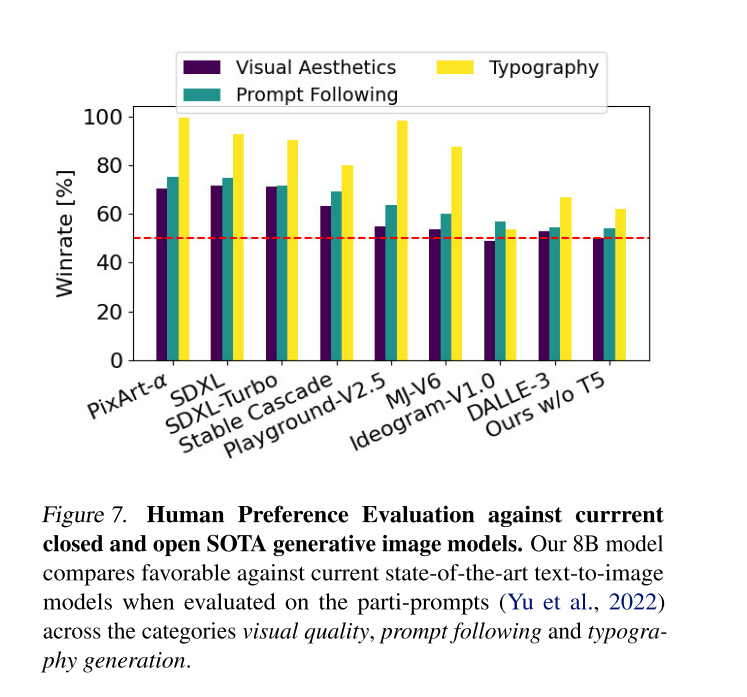 Visual Aesthetics
Typography
Prompt Following
Winrate [%]
100
80
60
40
20
0
PixArt-α
SDXL
SDXL-Turbo
Stable Cascade
Playground-V2.5
MJ-V6
Ideogram-V1.0
DALLE-3
Ours w/o T5
Figure 7. Human Preference Evaluation against currrent
closed and open SOTA generative image models. Our 8B model
compares favorable against current state-of-the-art text-to-image
models when evaluated on the parti-prompts (Yu et al., 2022)
across the categories visual quality, prompt following and typogra-
phy generation.